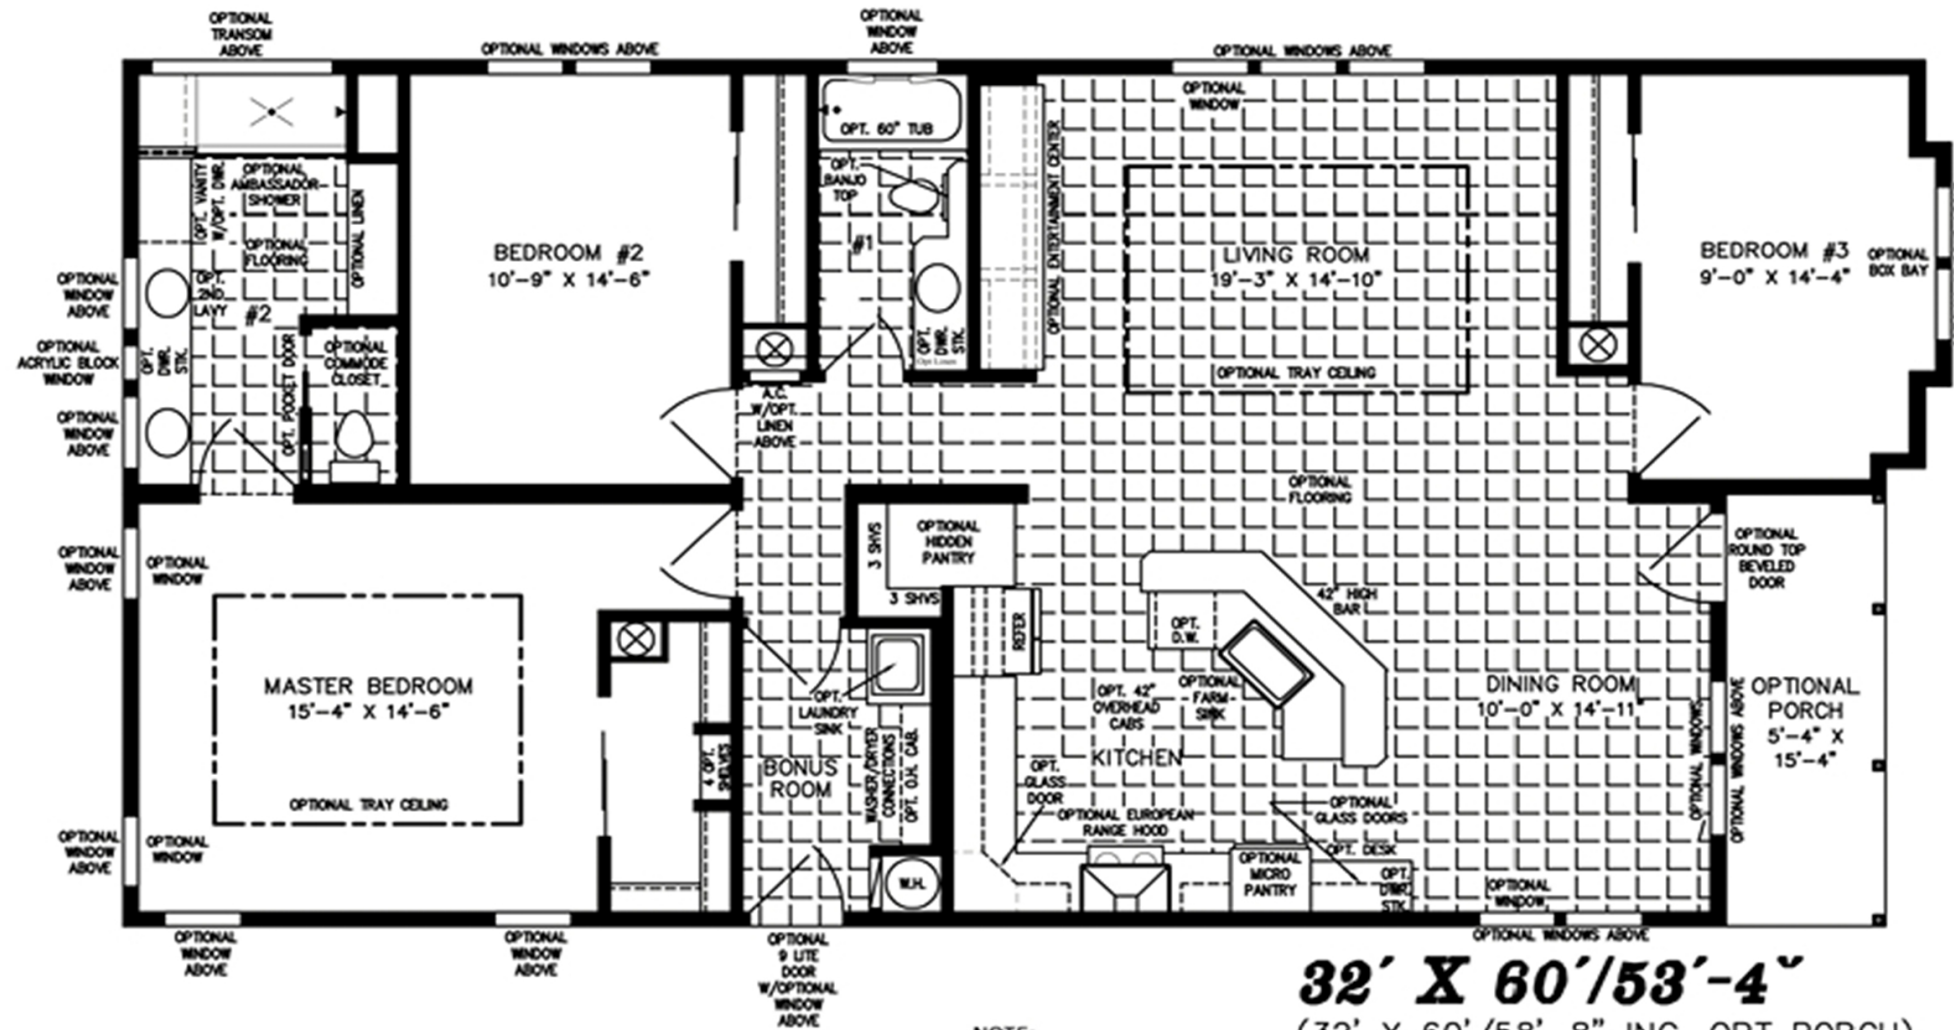 OPTIONAL
TRANSOM
ABOVE
OPTIONAL WINDOWS ABOVE
OPTIONAL
WINDOW
ABOVE
OPTIONAL WINDOWS ABOVE
OPTIONAL
WINDOW
OPT. 60" TUB
OPT.
BANJO
TOP
#1
OPT.
DWR.
STK.
Opt Linen
OPTIONAL ENTERTAINMENT CENTER
OPT. VANITY
W/OPT. DWR.
OPTIONAL
AMBASSADOR
SHOWER
OPTIONAL
FLOORING
OPTIONAL LINEN
OPT.
2ND
LAVY
#2
OPT.
DWR.
STK.
OPT. POCKET DOOR
OPTIONAL
COMMODE
CLOSET
OPTIONAL
WINDOW
ABOVE
OPTIONAL
ACRYLIC BLOCK
WINDOW
OPTIONAL
WINDOW
ABOVE
BEDROOM #2
10'-9" X 14'-6"
A.C.
W/OPT.
LINEN
ABOVE
LIVING ROOM
19'-3" X 14'-10"
OPTIONAL TRAY CEILING
BEDROOM #3
9'-0" X 14'-4"
OPTIONAL
BOX BAY
OPTIONAL
FLOORING
OPTIONAL
WINDOW
ABOVE
OPTIONAL
WINDOW
MASTER BEDROOM
15'-4" X 14'-6"
OPTIONAL TRAY CEILING
OPTIONAL
WINDOW
ABOVE
OPTIONAL
WINDOW
4 OPT.
SHELVES
3 SHVS
OPTIONAL
HIDDEN
PANTRY
3 SHVS
REFER
OPT.
LAUNDRY
SINK
BONUS
ROOM
WASHER/DRYER
CONNECTIONS
OPT. O.H. CAB.
W.H.
42" HIGH
BAR
OPT.
D.W.
OPTIONAL
FARM
SINK
OPT. 42"
OVERHEAD
CABS
KITCHEN
OPT.
GLASS
DOOR
OPTIONAL EUROPEAN
RANGE HOOD
OPTIONAL
GLASS DOORS
OPT. DESK
OPTIONAL
MICRO
PANTRY
OPT.
DWR.
STK.
DINING ROOM
10'-0" X 14'-11"
OPTIONAL WINDOWS
OPTIONAL WINDOWS ABOVE
OPTIONAL
WINDOW
OPTIONAL
ROUND TOP
BEVELED
DOOR
OPTIONAL
PORCH
5'-4" X
15'-4"
OPTIONAL
WINDOW
ABOVE
OPTIONAL
WINDOW
ABOVE
OPTIONAL
9 LITE
DOOR
W/OPTIONAL
WINDOW
ABOVE
OPTIONAL WINDOWS ABOVE
32' X 60'/53'-4"
NOTE:
(32' X 60'/58'-8" INC. OPT PORCH)